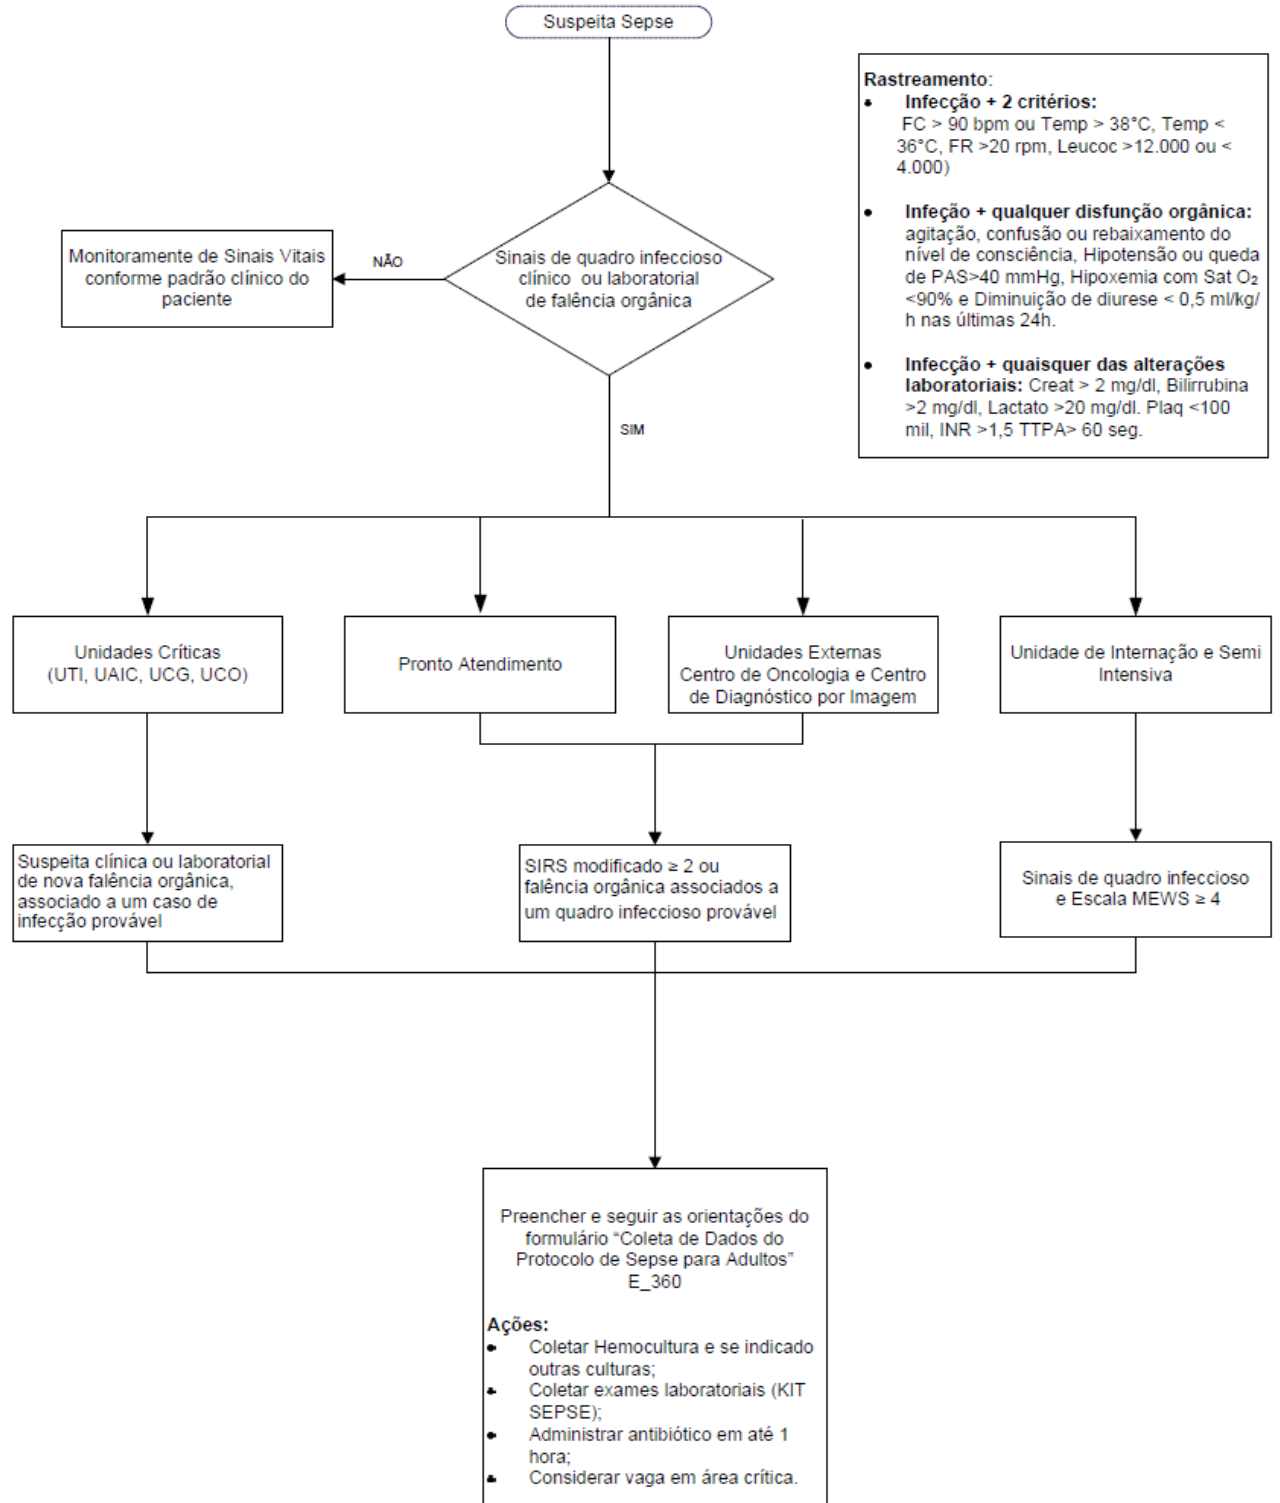 Suspeita Sepse
Rastreamento:
Infecção + 2 critérios:
FC > 90 bpm ou Temp > 38°C, Temp <
36°C, FR >20 rpm, Leucoc >12.000 ou <
4.000)
Infeção + qualquer disfunção orgânica:
agitação, confusão ou rebaixamento do
nível de consciência, Hipotensão ou queda
de PAS>40 mmHg, Hipoxemia com Sat O₂
<90% e Diminuição de diurese < 0,5 ml/kg/
h nas últimas 24h.
Infecção + quaisquer das alterações
laboratoriais: Creat > 2 mg/dl, Bilirrubina
>2 mg/dl, Lactato >20 mg/dl. Plaq <100
mil, INR >1,5 TTPA> 60 seg.
Sinais de quadro infeccioso
clínico ou laboratorial
de falência orgânica
NÃO
Monitoramente de Sinais Vitais
conforme padrão clínico do
paciente
SIM
Unidades Críticas
(UTI, UAIC, UCG, UCO)
Pronto Atendimento
Unidades Externas
Centro de Oncologia e Centro
de Diagnóstico por Imagem
Unidade de Internação e Semi
Intensiva
Suspeita clínica ou laboratorial
de nova falência orgânica,
associado a um caso de
infecção provável
SIRS modificado ≥ 2 ou
falência orgânica associados a
um quadro infeccioso provável
Sinais de quadro infeccioso
e Escala MEWS ≥ 4
Preencher e seguir as orientações do
formulário “Coleta de Dados do
Protocolo de Sepse para Adultos”
E_360
Ações:
Coletar Hemocultura e se indicado
outras culturas;
Coletar exames laboratoriais (KIT
SEPSE);
Administrar antibiótico em até 1
hora;
Considerar vaga em área crítica.